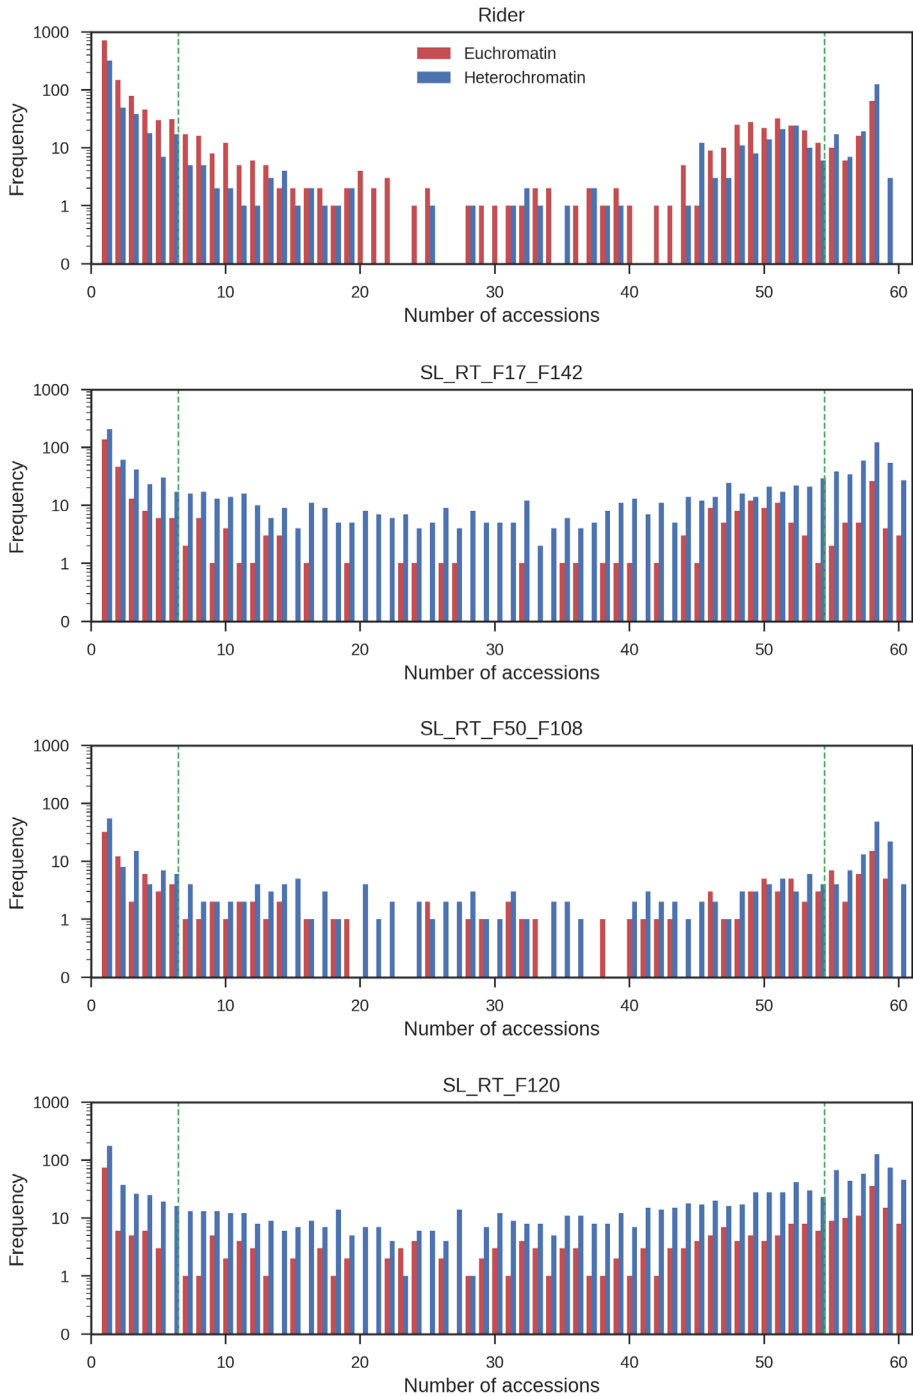 Rider
1000
100
10
1
0
Frequency
Euchromatin
Heterochromatin
0 10 20 30 40 50 60
Number of accessions
SL_RT_F17_F142
1000
100
10
1
0
Frequency
0 10 20 30 40 50 60
Number of accessions
SL_RT_F50_F108
1000
100
10
1
0
Frequency
0 10 20 30 40 50 60
Number of accessions
SL_RT_F120
1000
100
10
1
0
Frequency
0 10 20 30 40 50 60
Number of accessions